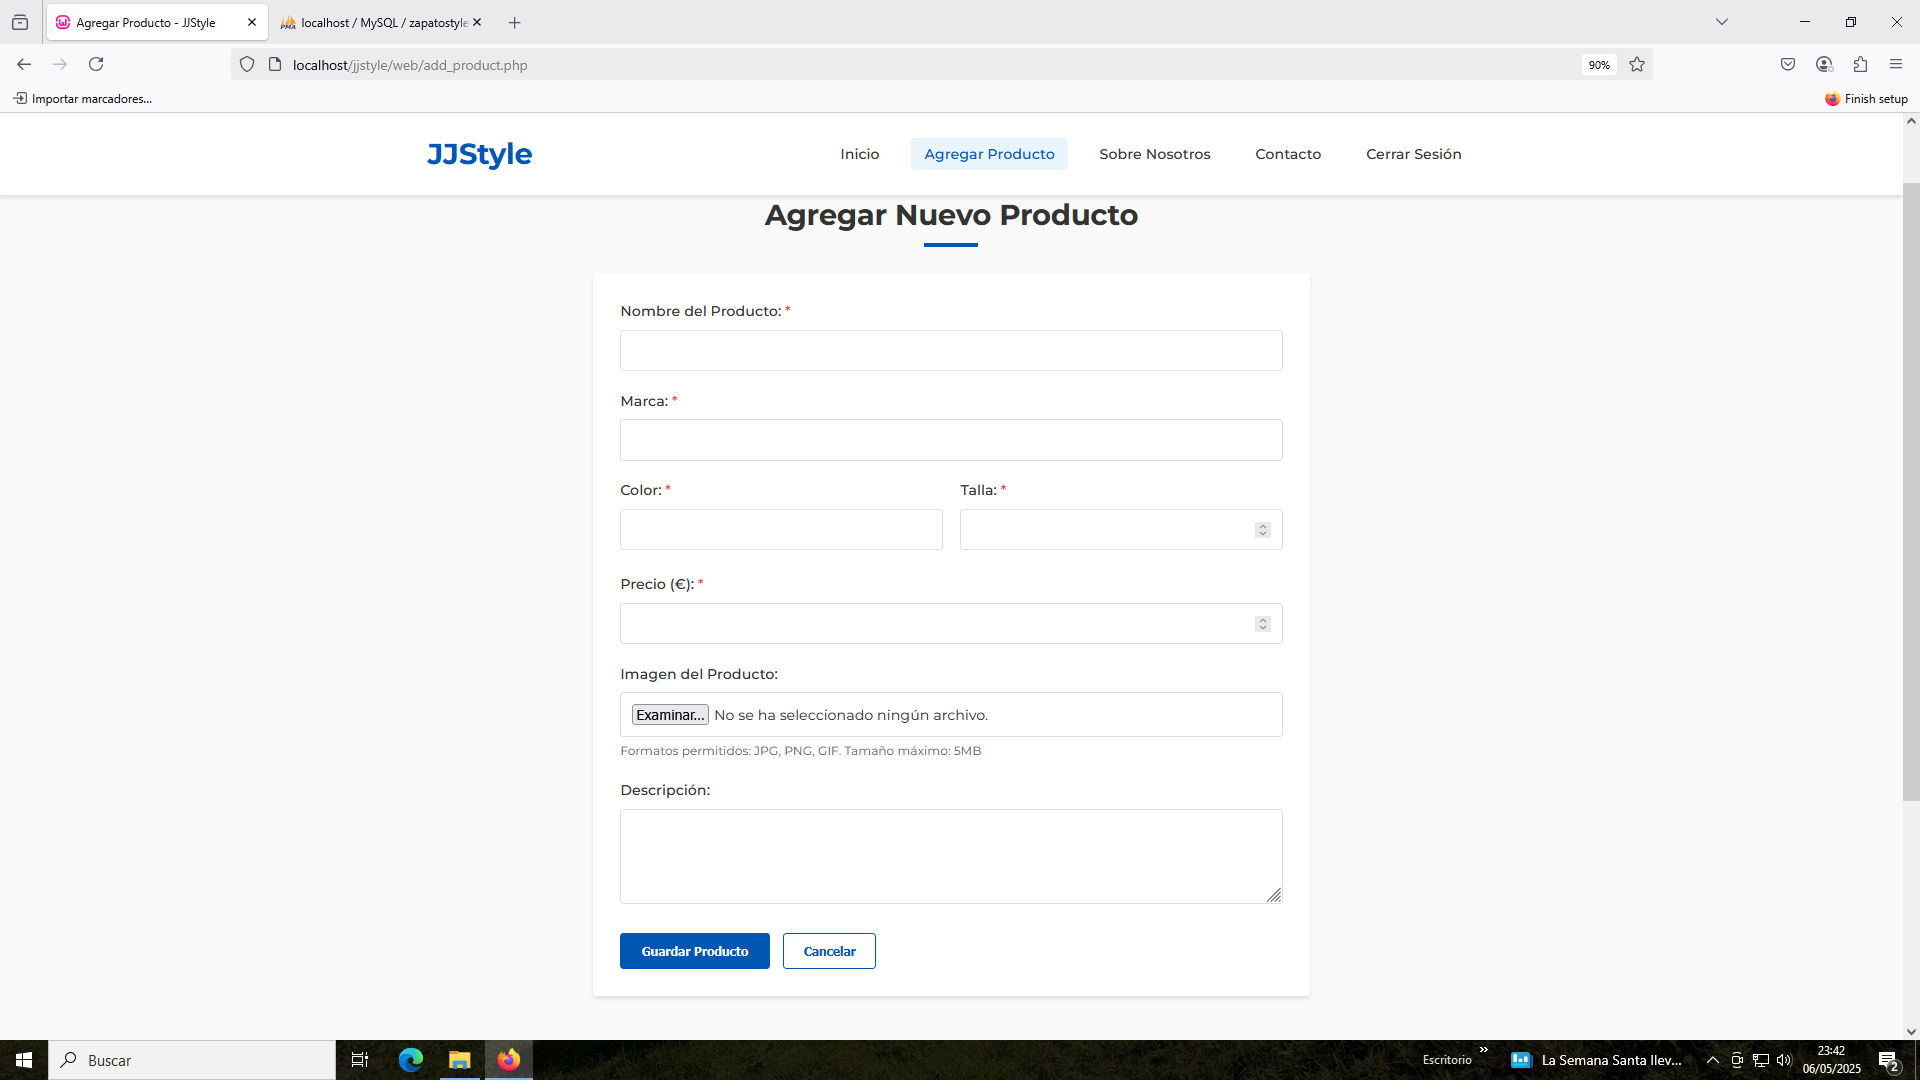 Agregar Producto - JJStyle
localhost / MySQL / zapatostyle
localhost/jjstyle/web/add_product.php
90%
Importar marcadores...
Finish setup
JJStyle
Inicio
Agregar Producto
Sobre Nosotros
Contacto
Cerrar Sesión
Agregar Nuevo Producto
Nombre del Producto: *
Marca: *
Color: *
Talla: *
Precio (€): *
Imagen del Producto:
Examinar... No se ha seleccionado ningún archivo.
Formatos permitidos: JPG, PNG, GIF. Tamaño máximo: 5MB
Descripción:
Guardar Producto
Cancelar
Buscar
Escritorio
La Semana Santa llev...
23:42
06/05/2025
2